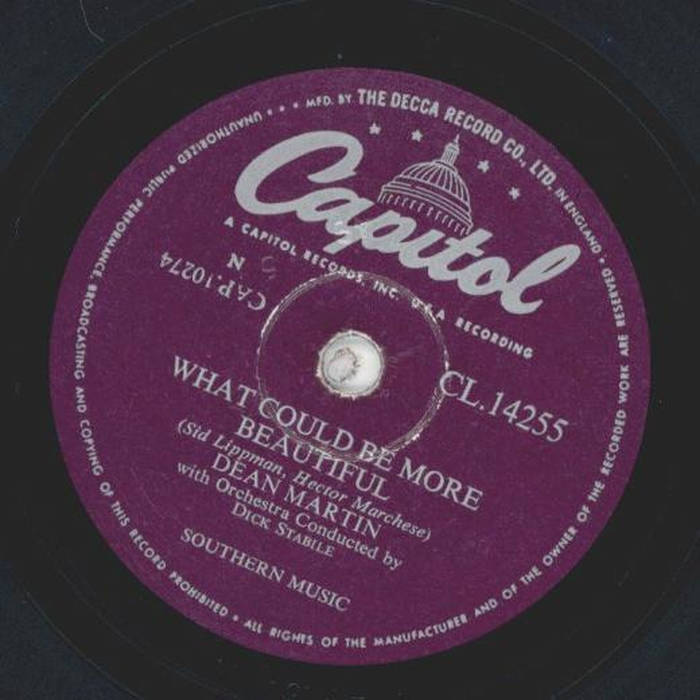 MFD. BY THE DECCA RECORD CO., LTD. IN ENGLAND • ALL RIGHTS OF THE MANUFACTURER AND OF THE OWNER OF THE RECORDED WORK ARE RESERVED
UNAUTHORIZED PUBLIC PERFORMANCE, BROADCASTING AND COPYING OF THIS RECORD PROHIBITED •
Capitol
A CAPITOL RECORDS, INC. U.S.A. RECORDING
CAP.10274
N
CL.14255
WHAT COULD BE MORE
BEAUTIFUL
(Sid Lippman, Hector Marchese)
DEAN MARTIN
with Orchestra Conducted by
DICK STABILE
SOUTHERN MUSIC